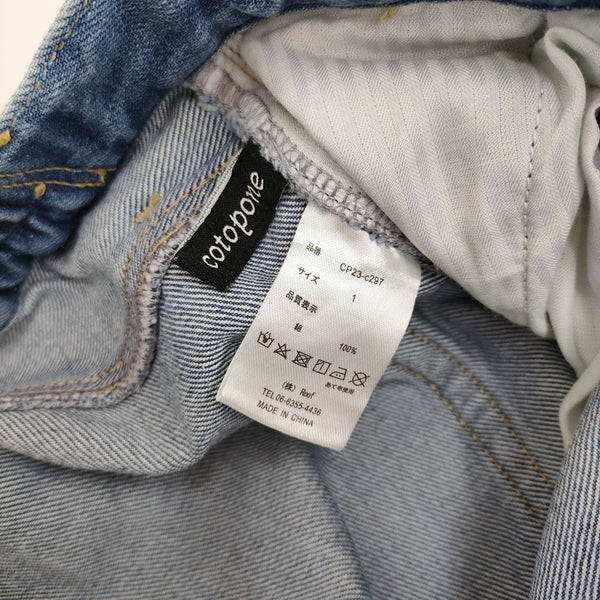 cotopone
品番
CP23-c297
サイズ
1
品質表示
綿
100%
あて布使用
(株) Reef
TEL 06-6355-4436
MADE IN CHINA